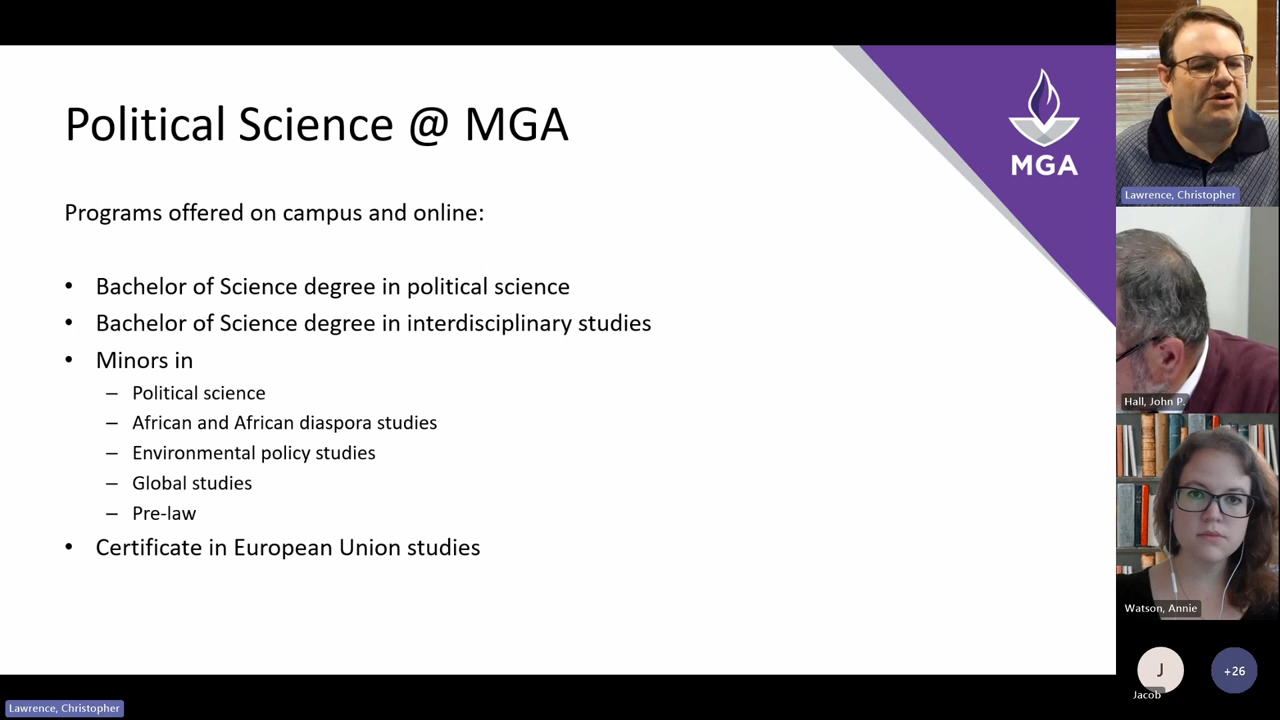 Political Science @ MGA
MGA
Programs offered on campus and online:
• Bachelor of Science degree in political science
• Bachelor of Science degree in interdisciplinary studies
• Minors in
– Political science
– African and African diaspora studies
– Environmental policy studies
– Global studies
– Pre-law
• Certificate in European Union studies
Lawrence, Christopher
Hall, John P.
Watson, Annie
J
+26
Jacob
Lawrence, Christopher